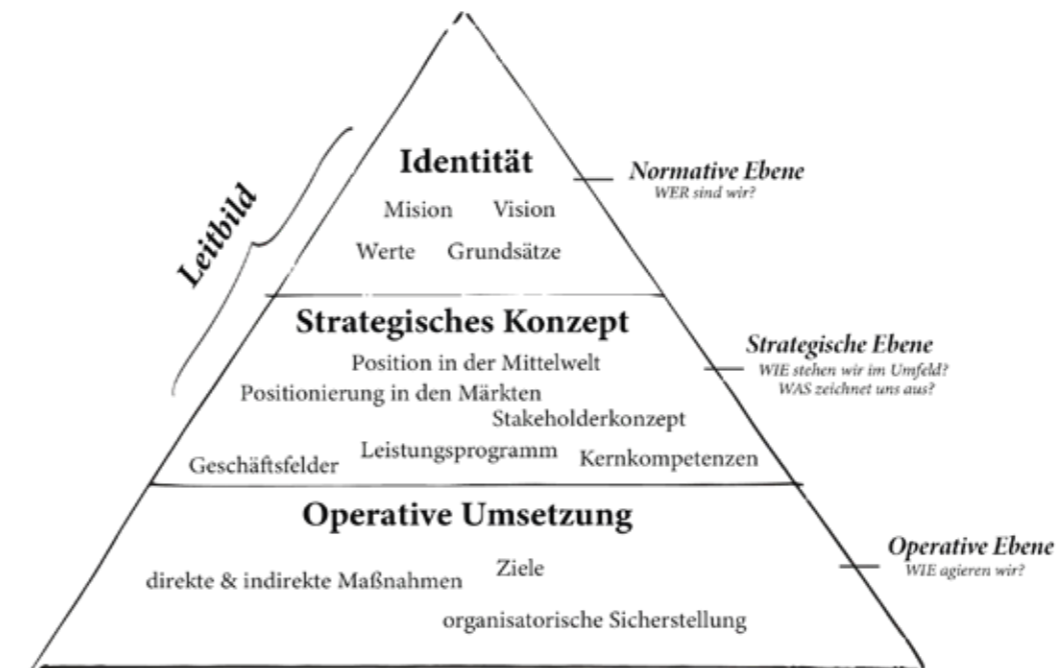 Identität
Normative Ebene
WER sind wir?
Mision Vision
Werte Grundsätze
Leitbild
Strategisches Konzept
Strategische Ebene
WIE stehen wir im Umfeld?
WAS zeichnet uns aus?
Position in der Mittelwelt
Positionierung in den Märkten
Stakeholderkonzept
Leistungsprogramm
Geschäftsfelder
Kernkompetenzen
Operative Umsetzung
Operative Ebene
WIE agieren wir?
Ziele
direkte & indirekte Maßnahmen
organisatorische Sicherstellung